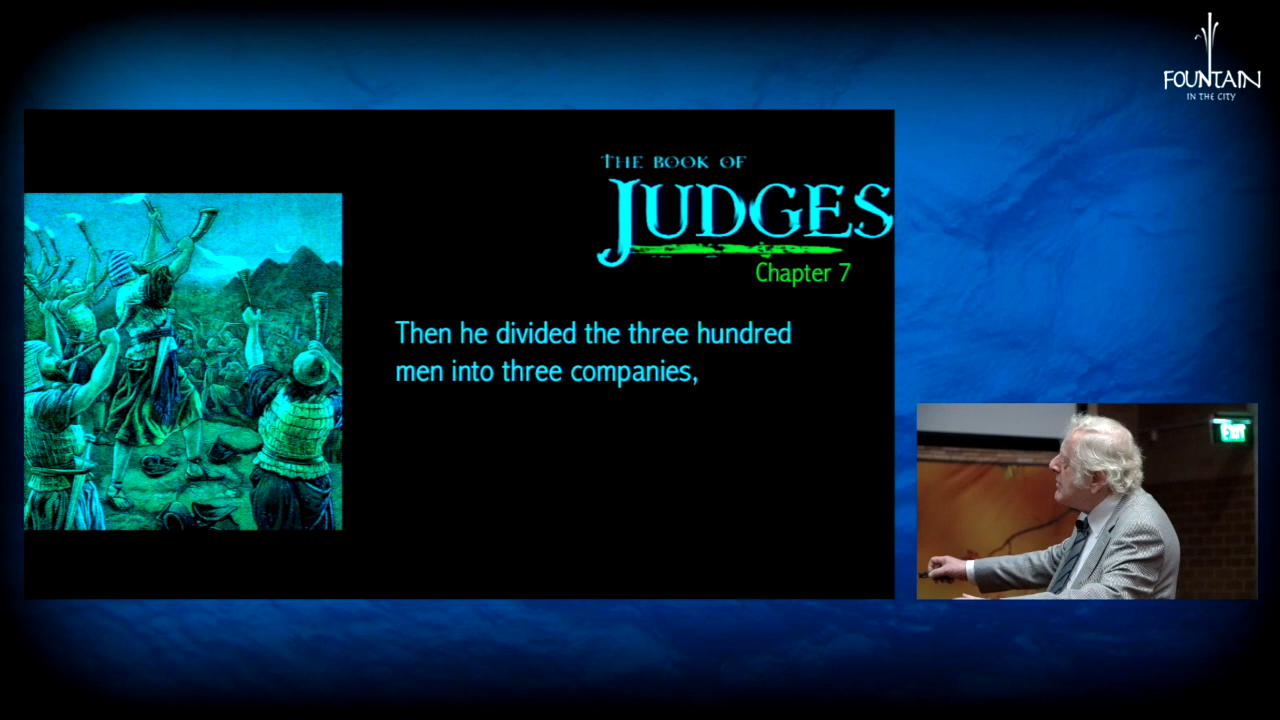 FOUNTAIN
IN THE CITY
THE BOOK OF
JUDGES
Chapter 7
Then he divided the three hundred
men into three companies,
EXIT